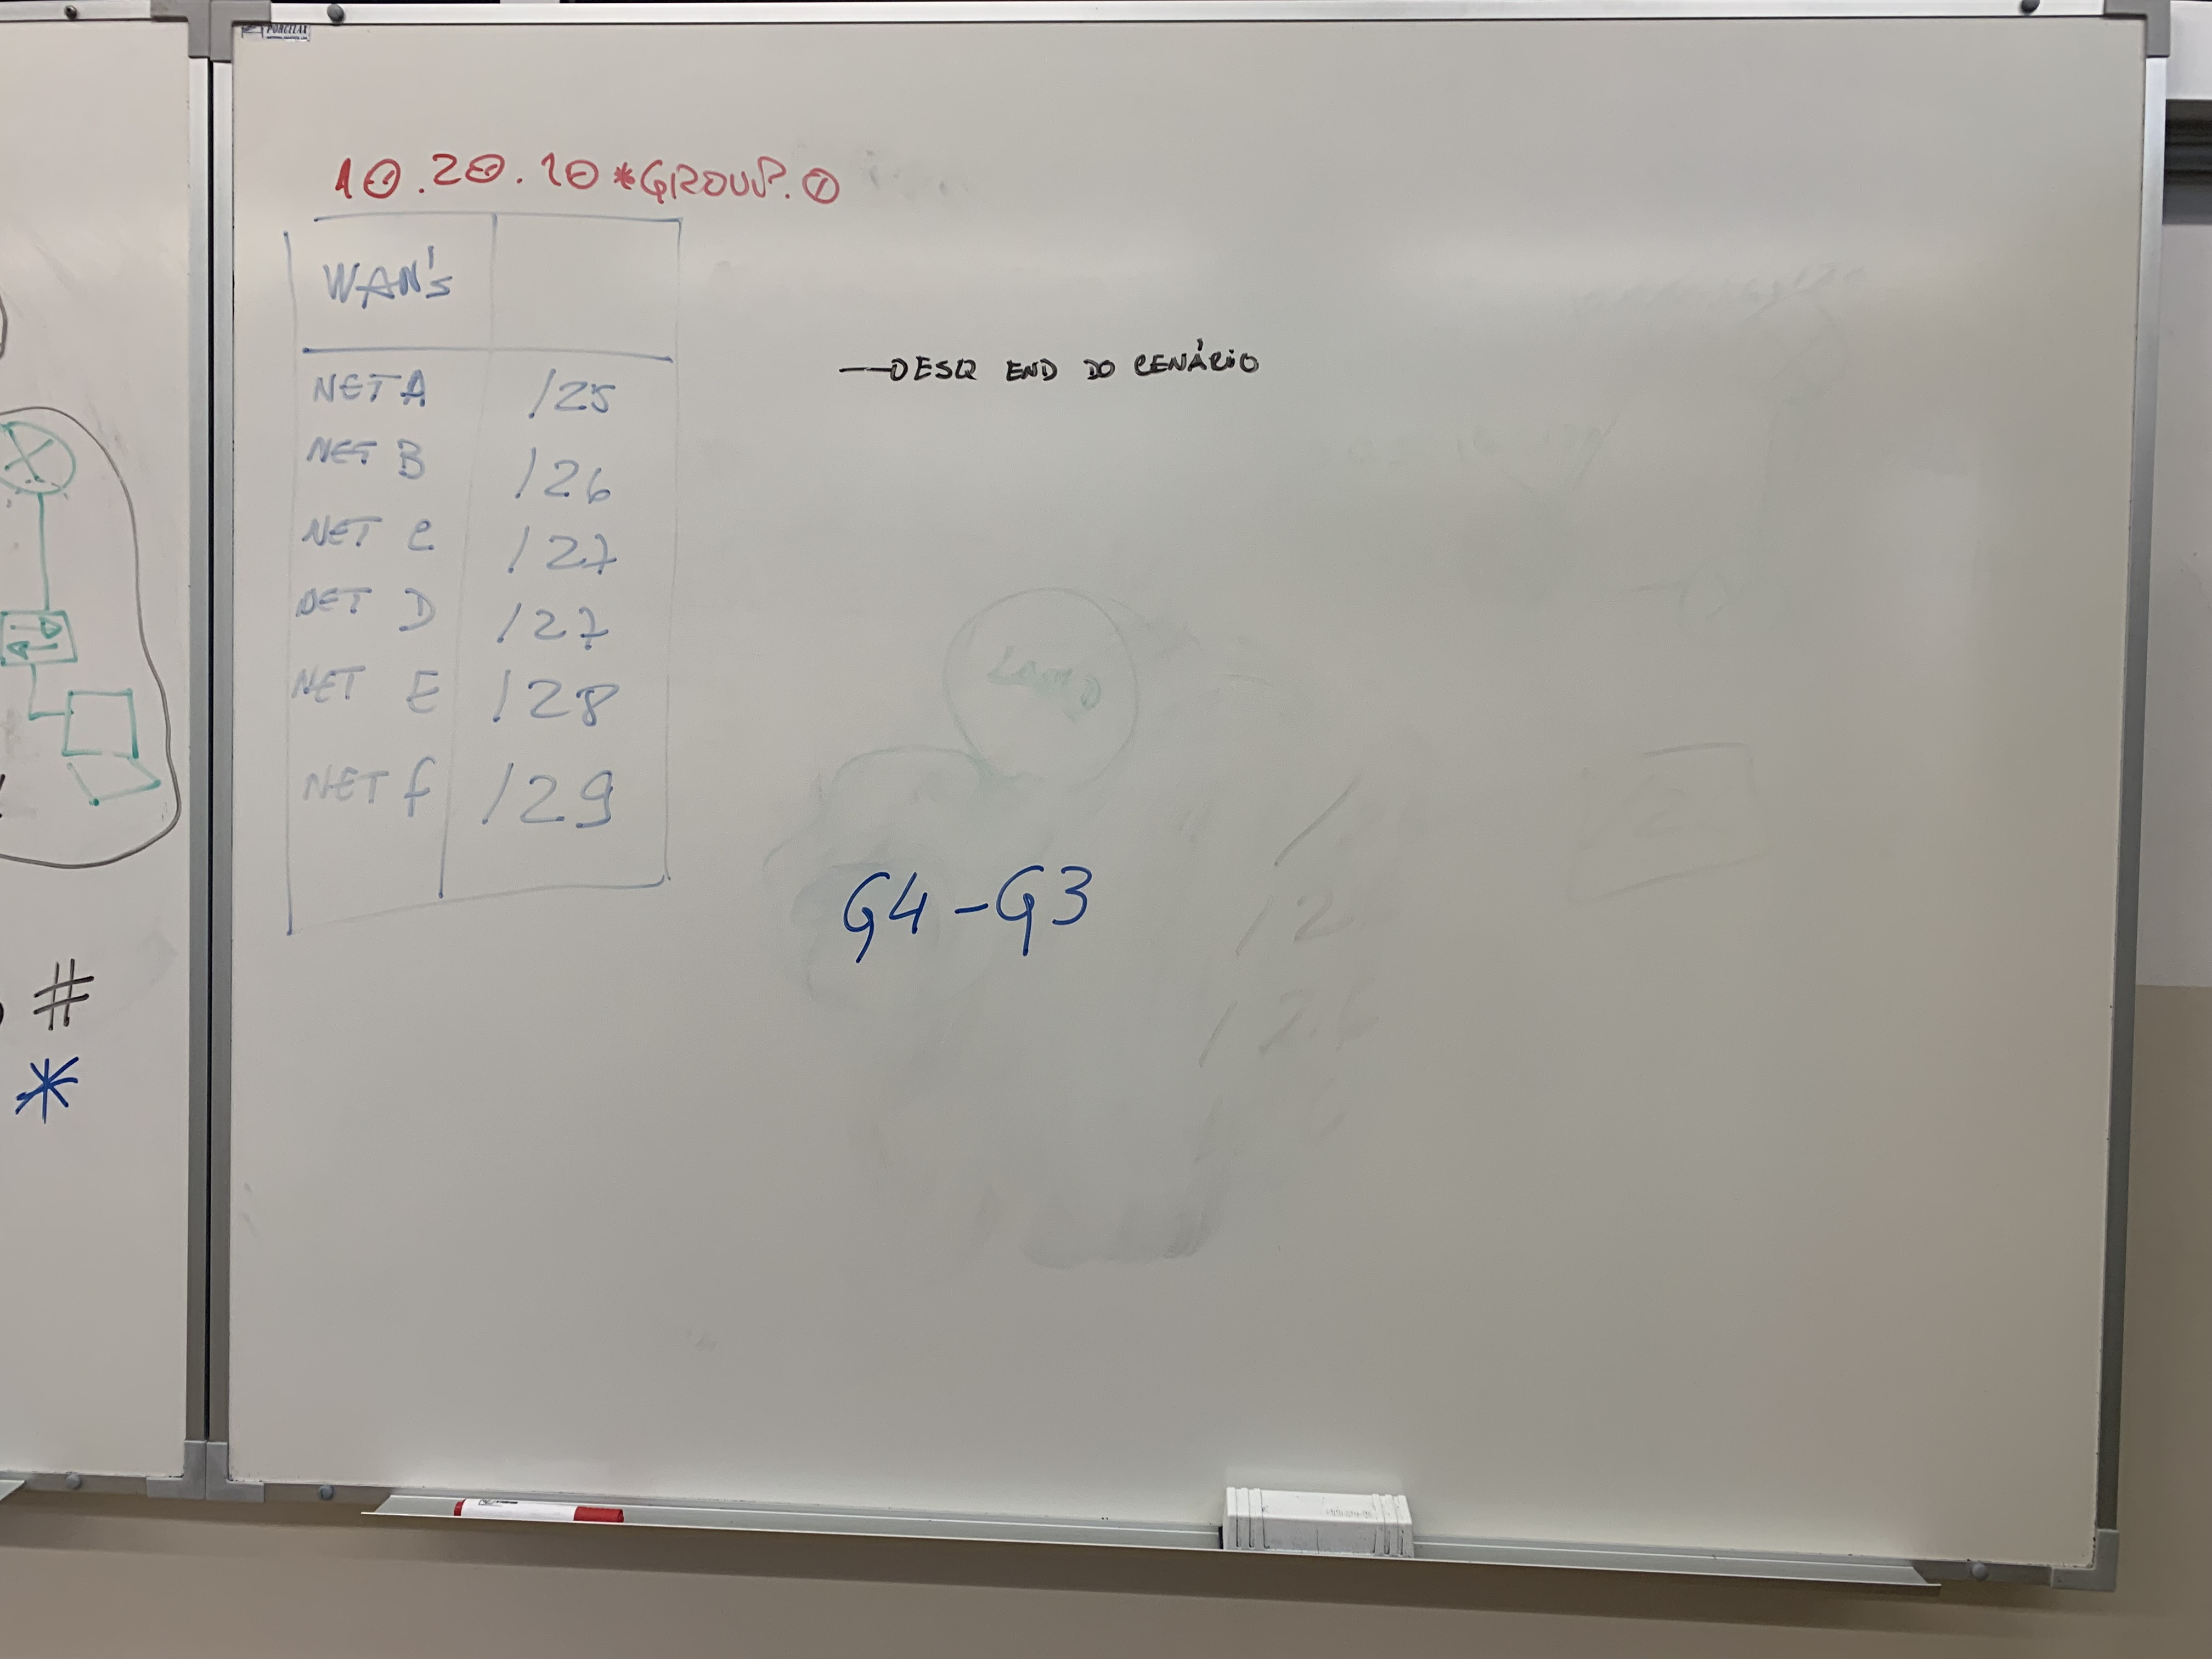 PORCELAX
10.20.10*GROUP.0
WAN's
NET A /25
NET B /26
NET C /27
NET D /27
NET E /28
NET f /29
—DESQ END DO CENÁRIO
G4-G3
#
*